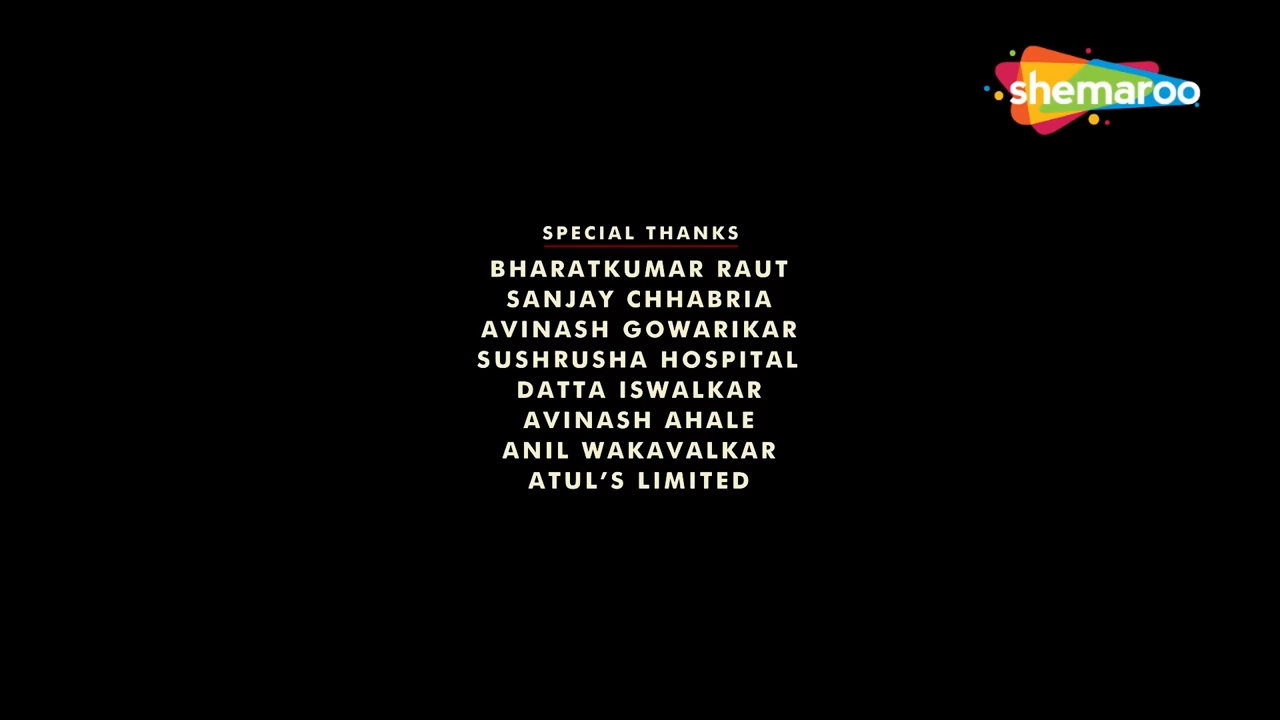 shemaroo
SPECIAL THANKS
BHARATKUMAR RAUT
SANJAY CHHABRIA
AVINASH GOWARIKAR
SUSHRUSHA HOSPITAL
DATTA ISWALKAR
AVINASH AHALE
ANIL WAKAVALKAR
ATUL’S LIMITED